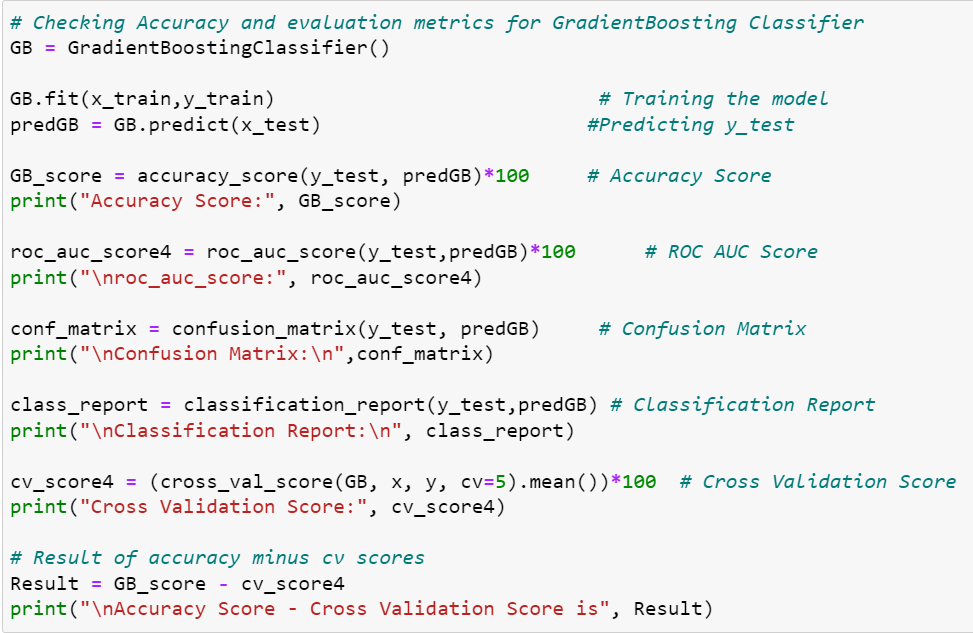 # Checking Accuracy and evaluation metrics for GradientBoosting Classifier
GB = GradientBoostingClassifier()
GB.fit(x_train,y_train) # Training the model
predGB = GB.predict(x_test) #Predicting y_test
GB_score = accuracy_score(y_test, predGB)*100 # Accuracy Score
print("Accuracy Score:", GB_score)
roc_auc_score4 = roc_auc_score(y_test,predGB)*100 # ROC AUC Score
print("\nroc_auc_score:", roc_auc_score4)
conf_matrix = confusion_matrix(y_test, predGB) # Confusion Matrix
print("\nConfusion Matrix:\n",conf_matrix)
class_report = classification_report(y_test,predGB) # Classification Report
print("\nClassification Report:\n", class_report)
cv_score4 = (cross_val_score(GB, x, y, cv=5).mean())*100 # Cross Validation Score
print("Cross Validation Score:", cv_score4)
# Result of accuracy minus cv scores
Result = GB_score - cv_score4
print("\nAccuracy Score - Cross Validation Score is", Result)